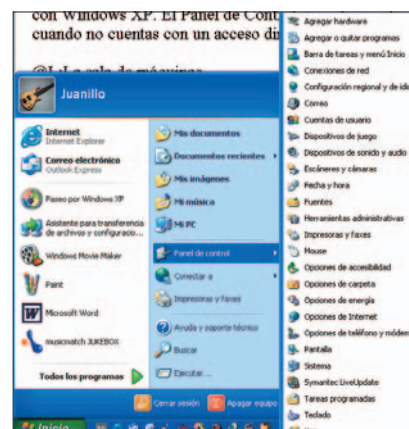 con Windows XP. El Panel de Cont
cuando no cuentas con un acceso di
Juanillo
Internet
Internet Explorer
Correo electrónico
Outlook Express
Paseo por Windows XP
Asistente para transferencia
de archivos y configuracio...
Windows Movie Maker
Paint
Microsoft Word
musicmatch JUKEBOX
Todos los programas
Mis documentos
Documentos recientes
Mis imágenes
Mi música
Mi PC
Panel de control
Conectar a
Impresoras y faxes
Ayuda y soporte técnico
Buscar
Ejecutar...
Cerrar sesión
Apagar equipo
Inicio
Agregar hardware
Agregar o quitar programas
Barra de tareas y menú Inicio
Conexiones de red
Configuración regional y de idi
Correo
Cuentas de usuario
Dispositivos de juego
Dispositivos de sonido y audio
Escáneres y cámaras
Fecha y hora
Fuentes
Herramientas administrativas
Impresoras y faxes
Mouse
Opciones de accesibilidad
Opciones de carpeta
Opciones de energía
Opciones de Internet
Opciones de teléfono y módem
Pantalla
Sistema
Symantec LiveUpdate
Tareas programadas
Teclado